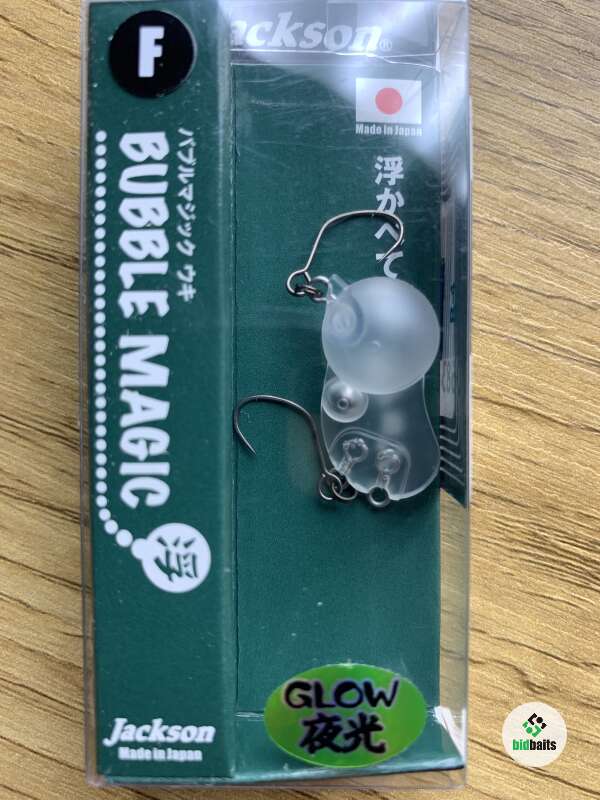 F
Jackson®
Made in Japan
浮かべて
バブルマジック ウキ
BUBBLE MAGIC
浮
GLOW
夜光
Jackson
Made in Japan
bidbaits